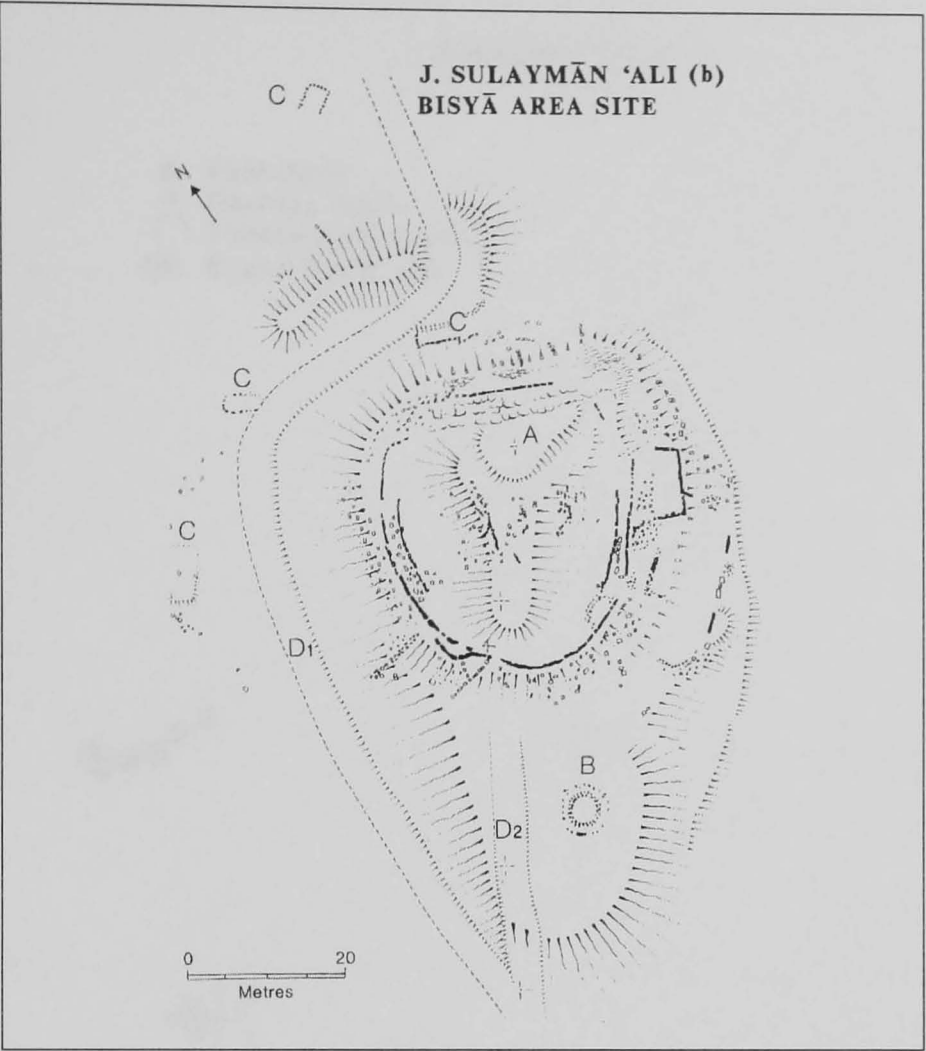 J. SULAYMĀN ‘ALI (b)
BISYĀ AREA SITE
C
N
C
C
A
C
D1
B
D2
0 20
Metres